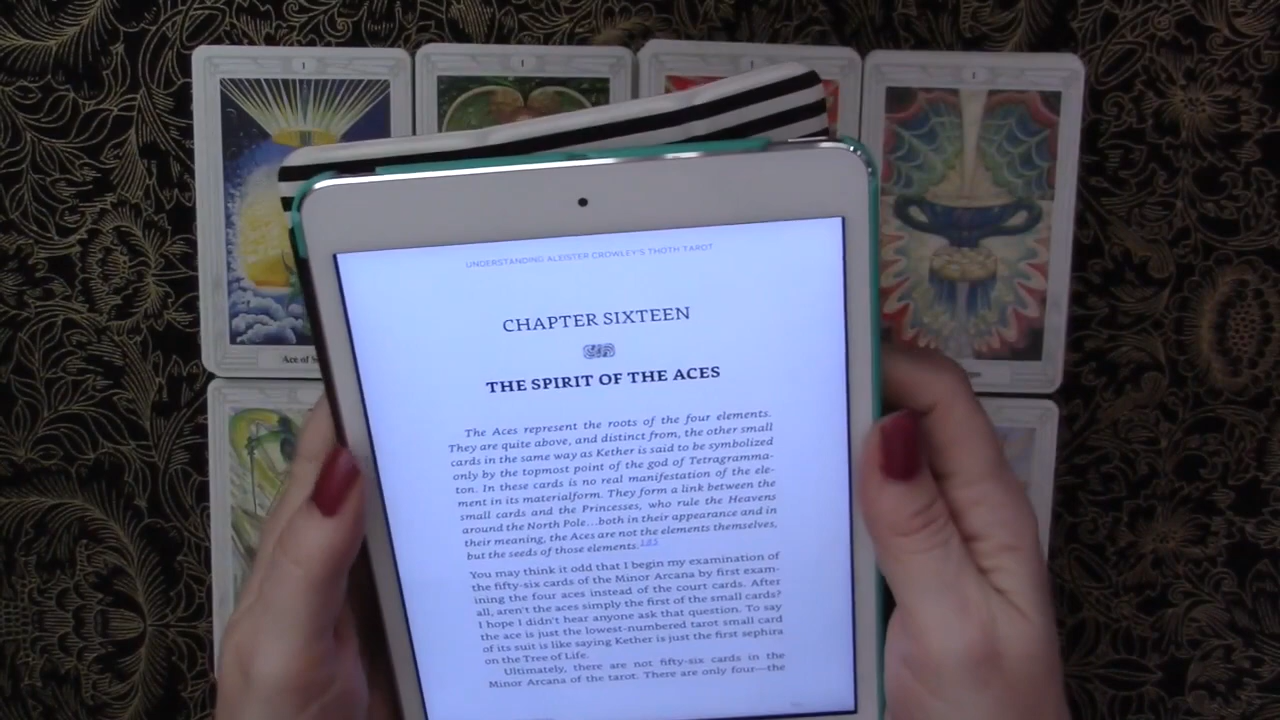 I
I
I
I
Ace of
UNDERSTANDING ALEISTER CROWLEY'S THOTH TAROT
CHAPTER SIXTEEN
THE SPIRIT OF THE ACES
The Aces represent the roots of the four elements.
They are quite above, and distinct from, the other small
cards in the same way as Kether is said to be symbolized
only by the topmost point of the god of Tetragramma-
ton. In these cards is no real manifestation of the ele-
ment in its materialform. They form a link between the
small cards and the Princesses, who rule the Heavens
around the North Pole...both in their appearance and in
their meaning, the Aces are not the elements themselves,
but the seeds of those elements.
You may think it odd that I begin my examination of
the fifty-six cards of the Minor Arcana by first exam-
ining the four aces instead of the court cards. After
all, aren't the aces simply the first of the small cards?
I hope I didn't hear anyone ask that question. To say
the ace is just the lowest-numbered tarot small card
of its suit is like saying Kether is just the first sephira
on the Tree of Life.
Ultimately, there are not fifty-six cards in the
Minor Arcana of the tarot. There are only four—the